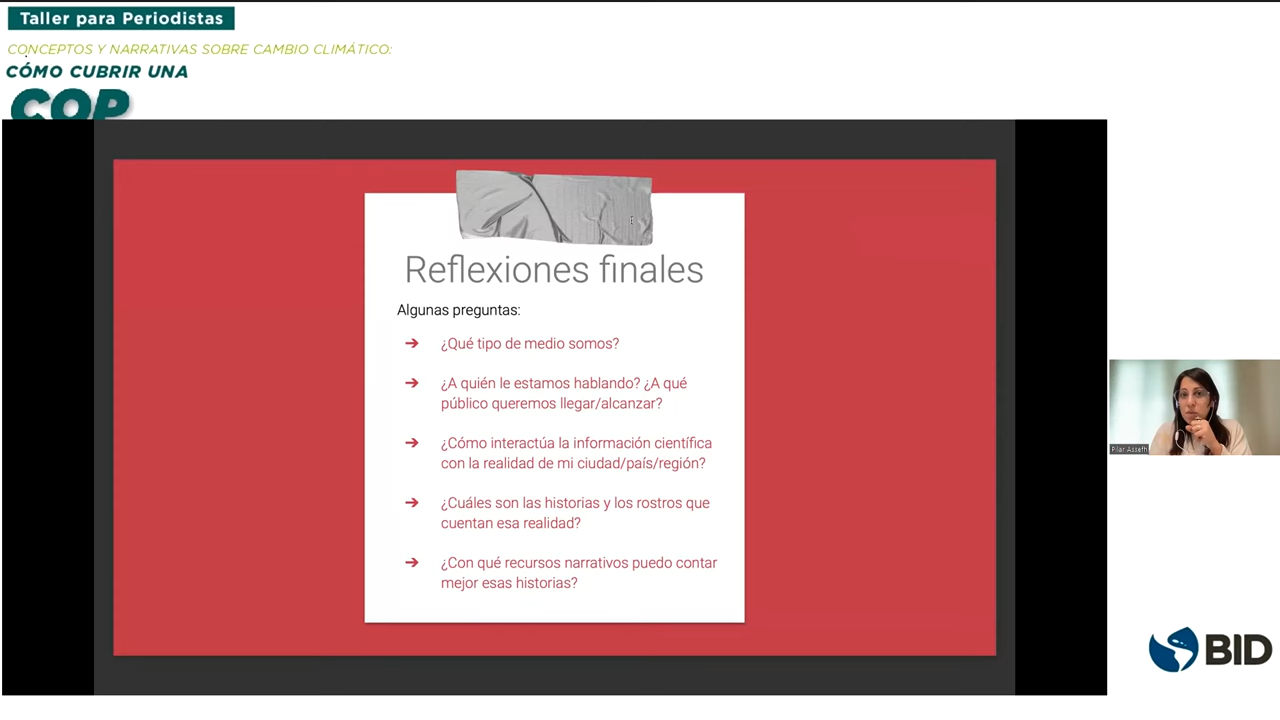 Taller para Periodistas
CONCEPTOS Y NARRATIVAS SOBRE CAMBIO CLIMÁTICO:
CÓMO CUBRIR UNA
COP
Reflexiones finales
Algunas preguntas:
➔ ¿Qué tipo de medio somos?
➔ ¿A quién le estamos hablando? ¿A qué
público queremos llegar/alcanzar?
➔ ¿Cómo interactúa la información científica
con la realidad de mi ciudad/país/región?
➔ ¿Cuáles son las historias y los rostros que
cuentan esa realidad?
➔ ¿Con qué recursos narrativos puedo contar
mejor esas historias?
Pilar Assefh
BID